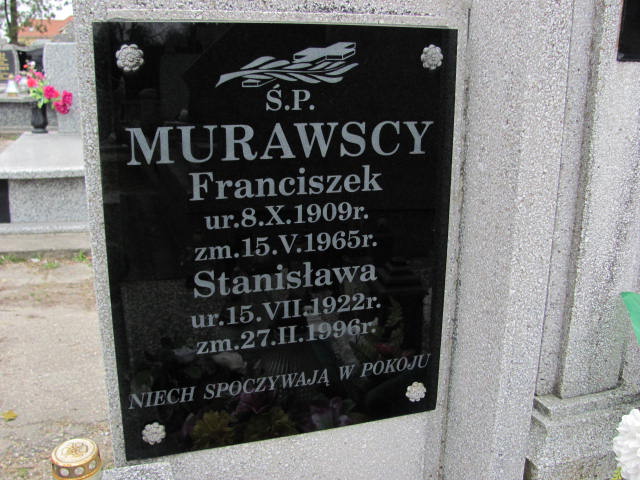 Ś.P.
MURAWSCY
Franciszek
ur.8.X.1909r.
zm.15.V.1965r.
Stanisława
ur.15.VII.1922r.
zm.27.II.1996r.
NIECH SPOCZYWAJĄ W POKOJU